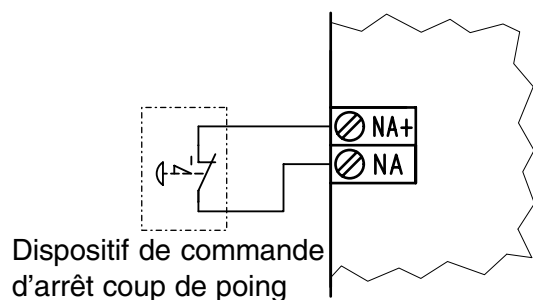 NA+
NA
Dispositif de commande
d'arrêt coup de poing